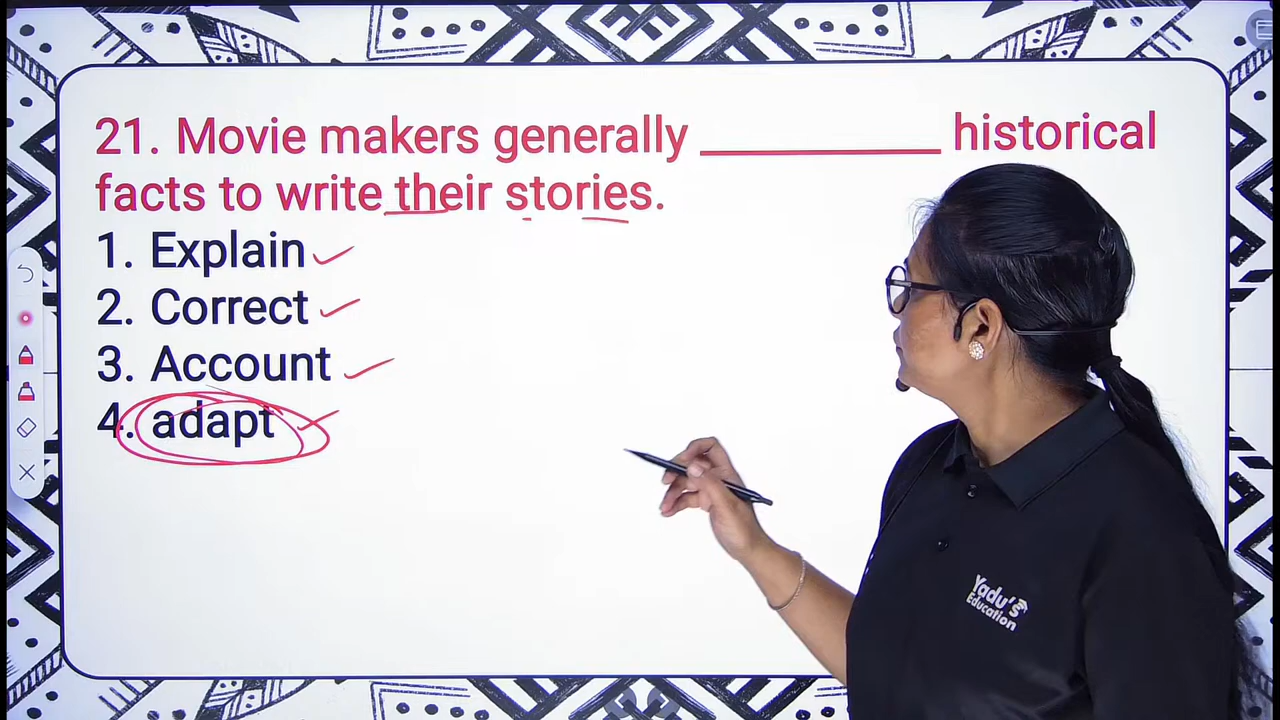 21. Movie makers generally ____________ historical
facts to write their stories.
1. Explain
2. Correct
3. Account
4. adapt
Yadu's
Education